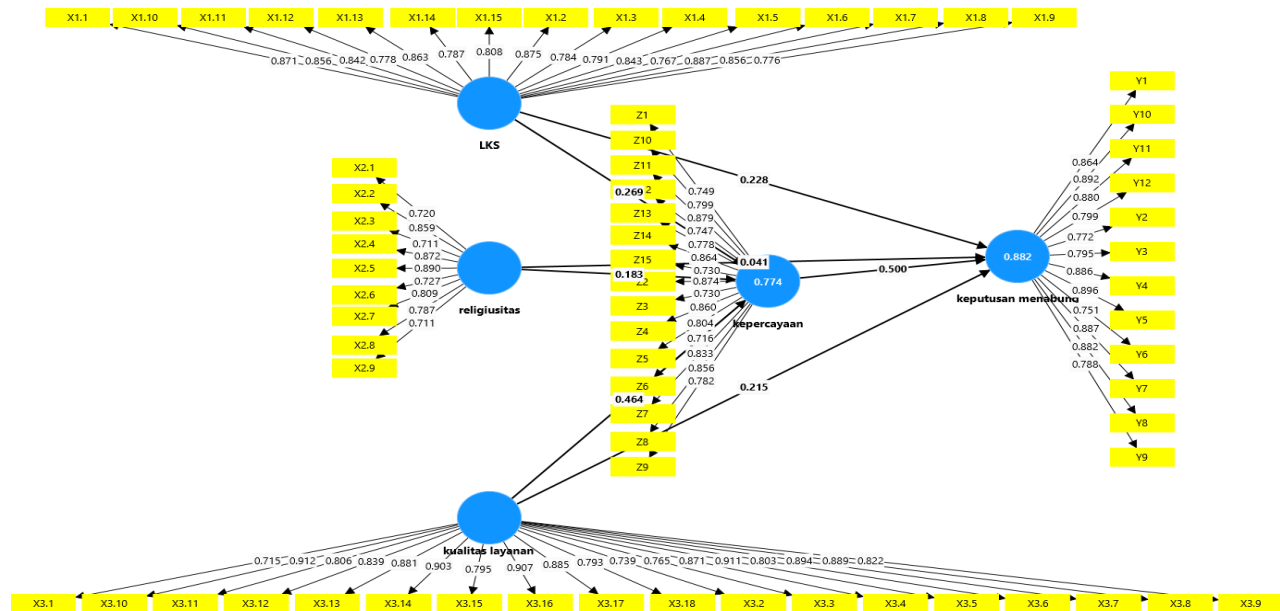 X1.1 X1.10 X1.11 X1.12 X1.13 X1.14 X1.15 X1.2 X1.3 X1.4 X1.5 X1.6 X1.7 X1.8 X1.9
0.871 0.856 0.842 0.778 0.863 0.787 0.808 0.875 0.784 0.791 0.843 0.767 0.887 0.856 0.776
LKS
X2.1
X2.2
X2.3
X2.4
X2.5
X2.6
X2.7
X2.8
X2.9
0.720
0.859
0.711
0.872
0.890
0.727
0.809
0.787
0.711
religiusitas
Z1
Z10
Z11
2
Z13
Z14
Z15
Z2
Z3
Z4
Z5
Z6
Z7
Z8
Z9
0.749
0.799
0.879
0.747
0.778
0.864
0.730
0.874
0.730
0.860
0.804
0.716
0.833
0.856
0.782
0.269
0.183
0.464
0.228
0.041
0.500
0.215
0.774
kepercayaan
0.882
keputusan menabung
Y1
Y10
Y11
Y12
Y2
Y3
Y4
Y5
Y6
Y7
Y8
Y9
0.864
0.892
0.880
0.799
0.772
0.795
0.886
0.896
0.751
0.887
0.882
0.788
kualitas layanan
0.715 0.912 0.806 0.839 0.881 0.903 0.795 0.907 0.885 0.793 0.739 0.765 0.871 0.911 0.803 0.894 0.889 0.822
X3.1 X3.10 X3.11 X3.12 X3.13 X3.14 X3.15 X3.16 X3.17 X3.18 X3.2 X3.3 X3.4 X3.5 X3.6 X3.7 X3.8 X3.9